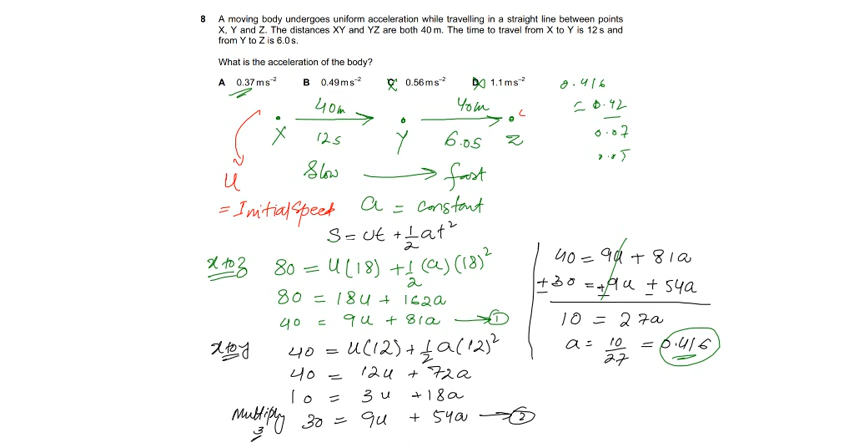 8 A moving body undergoes uniform acceleration while travelling in a straight line between points
X, Y and Z. The distances XY and YZ are both 40 m. The time to travel from X to Y is 12 s and
from Y to Z is 6.0 s.
What is the acceleration of the body?
A 0.37 m s⁻² B 0.49 m s⁻² C 0.56 m s⁻² D 1.1 m s⁻²
0.416
= 0.42
0.07
0.05
40m 40m
X 12s Y 6.0s Z
u Slow fast
= Initial Speed a = constant
S = ut + 1/2 at²
x to z 80 = u(18) + 1/2 (a)(18)²
80 = 18u + 162a
40 = 9u + 81a ①
x to y 40 = u(12) + 1/2 a(12)²
40 = 12u + 72a
10 = 3u + 18a
multiply 3 30 = 9u + 54a ②
40 = 9u + 81a
±30 = ±9u ± 54a
10 = 27a
a = 10/27 = 0.416